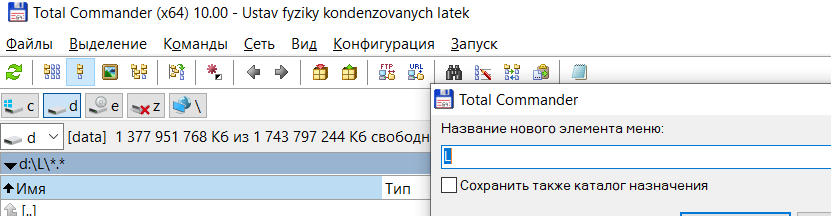 Total Commander (x64) 10.00 - Ustav fyziky kondenzovanych latek
Файлы Выделение Команды Сеть Вид Конфигурация Запуск
FTP URL
c d e z \
d [data] 1 377 951 768 Кб из 1 743 797 244 Кб свободн
d:\L\*.*
Имя Тип
[..]
Total Commander
Название нового элемента меню:
L
Сохранить также каталог назначения